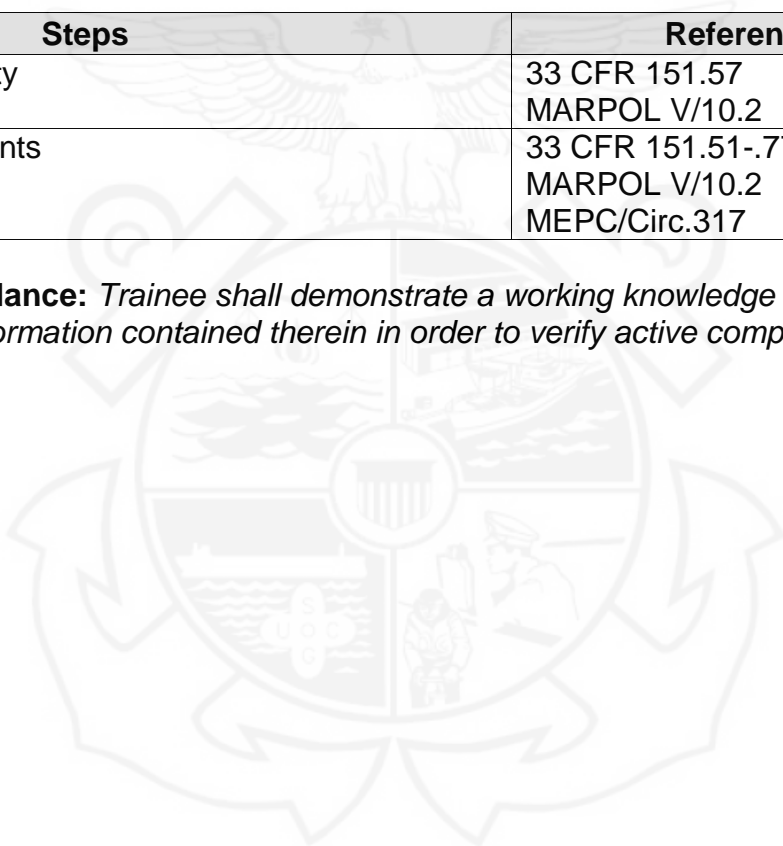 Steps Referen
ty 33 CFR 151.57
MARPOL V/10.2
nts 33 CFR 151.51-.7
MARPOL V/10.2
MEPC/Circ.317
dance: Trainee shall demonstrate a working knowledge
ormation contained therein in order to verify active comp
S
U O C
G